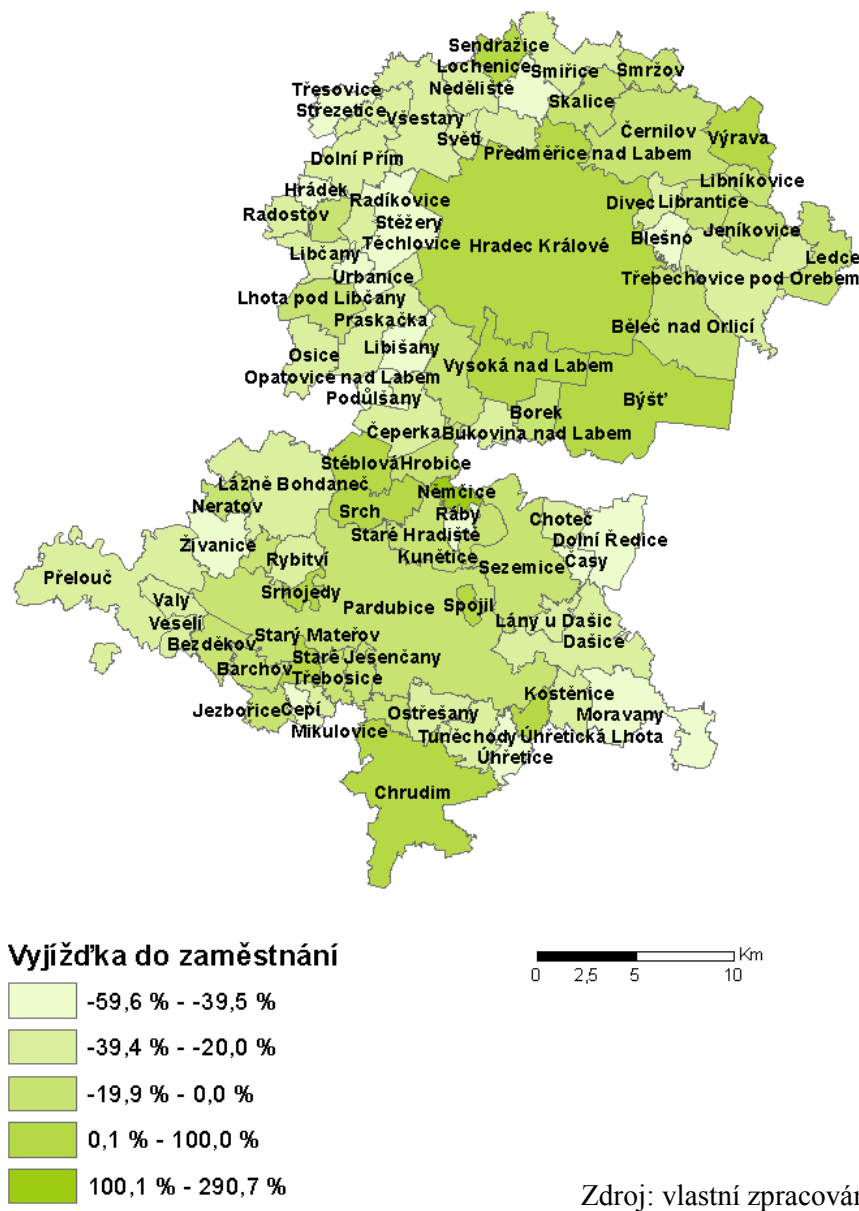 Sendražice
Lochenice
Smiřice
Smržov
Třesovice
Neděliště
Strezetice
Skalice
Všestary
Černilov
Výrava
Světí
Dolní Přím
Předměřice nad Labem
Libníkovice
Hrádek
Radíkovice
Divec
Librantice
Radostov
Stěžery
Blešno
Jeníkovice
Těchlovice
Hradec Králové
Libčany
Ledce
Urbanice
Třebechovice pod Orebem
Lhota pod Libčany
Praskačka
Běleč nad Orlicí
Osice
Libišany
Vysoká nad Labem
Opatovice nad Labem
Podůlšany
Býšť
Borek
Čeperka
Bukovina nad Labem
Stéblová
Hrobice
Lázně Bohdaneč
Němčice
Neratov
Srch
Ráby
Choteč
Staré Hradiště
Dolní Ředice
Živanice
Rybitví
Kunětice
Časy
Přelouč
Sezemice
Srnojedy
Valy
Pardubice
Spojil
Veselí
Lány u Dašic
Bezděkov
Starý Mateřov
Dašice
Barchov
Staré Jesenčany
Třebosice
Kostěnice
Jezbořice
Čepí
Ostřešany
Moravany
Mikulovice
Tuněchody
Úhřetická Lhota
Úhřetice
Chrudim
Vyjížďka do zaměstnání
-59,6 % - -39,5 %
-39,4 % - -20,0 %
-19,9 % - 0,0 %
0,1 % - 100,0 %
100,1 % - 290,7 %
Km
0 2,5 5 10
Zdroj: vlastní zpracován